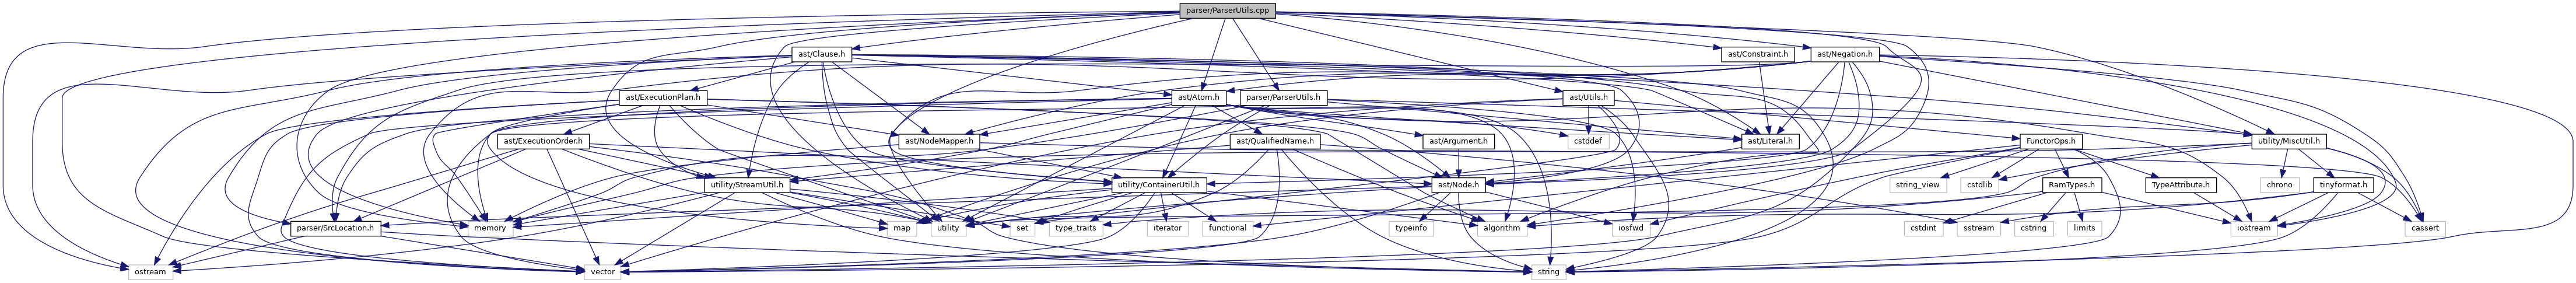 parser/ParserUtils.cpp
ast/Clause.h
ast/Constraint.h
ast/Negation.h
ast/ExecutionPlan.h
ast/Atom.h
parser/ParserUtils.h
ast/Utils.h
ast/ExecutionOrder.h
ast/NodeMapper.h
ast/QualifiedName.h
ast/Argument.h
cstddef
ast/Literal.h
FunctorOps.h
utility/MiscUtil.h
utility/StreamUtil.h
utility/ContainerUtil.h
ast/Node.h
string_view
cstdlib
RamTypes.h
TypeAttribute.h
chrono
tinyformat.h
parser/SrcLocation.h
memory
map
utility
set
type_traits
iterator
functional
typeinfo
algorithm
iosfwd
cstdint
sstream
cstring
limits
iostream
cassert
ostream
vector
string